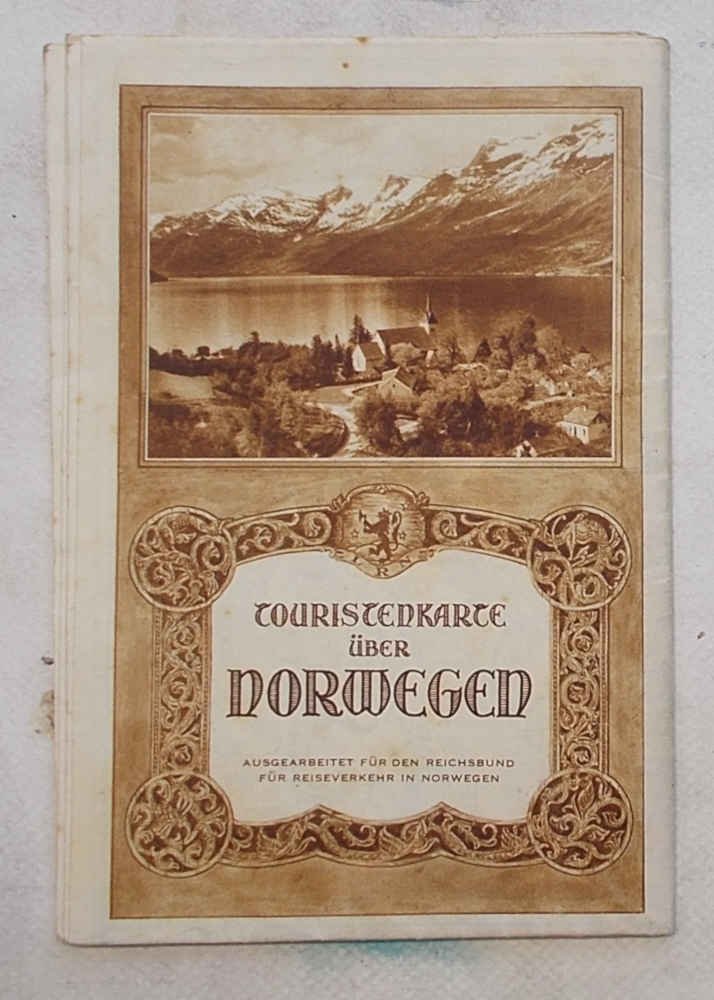 TOURISTENKARTE
ÜBER
NORWEGEN
AUSGEARBEITET FÜR DEN REICHSBUND
FÜR REISEVERKEHR IN NORWEGEN